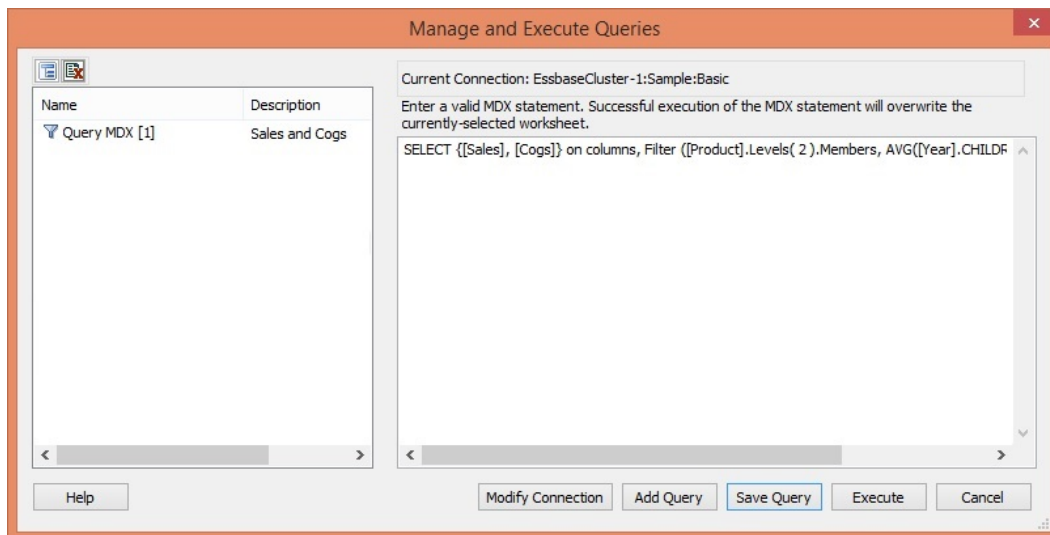 Manage and Execute Queries
Current Connection: EssbaseCluster-1:Sample:Basic
Name Description
Query MDX [1] Sales and Cogs
Enter a valid MDX statement. Successful execution of the MDX statement will overwrite the
currently-selected worksheet.
SELECT {[Sales], [Cogs]} on columns, Filter ([Product].Levels( 2 ).Members, AVG([Year].CHILDR
Help Modify Connection Add Query Save Query Execute Cancel